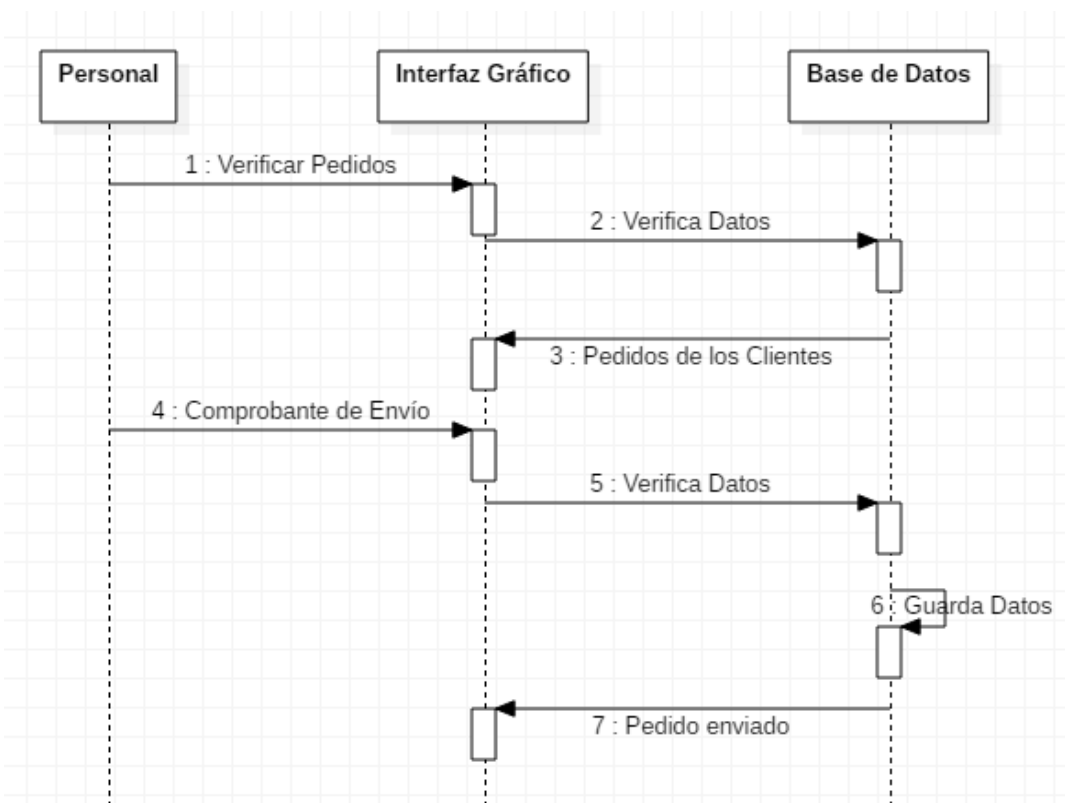 Personal
Interfaz Gráfico
Base de Datos
1 : Verificar Pedidos
2 : Verifica Datos
3 : Pedidos de los Clientes
4 : Comprobante de Envío
5 : Verifica Datos
6 : Guarda Datos
7 : Pedido enviado